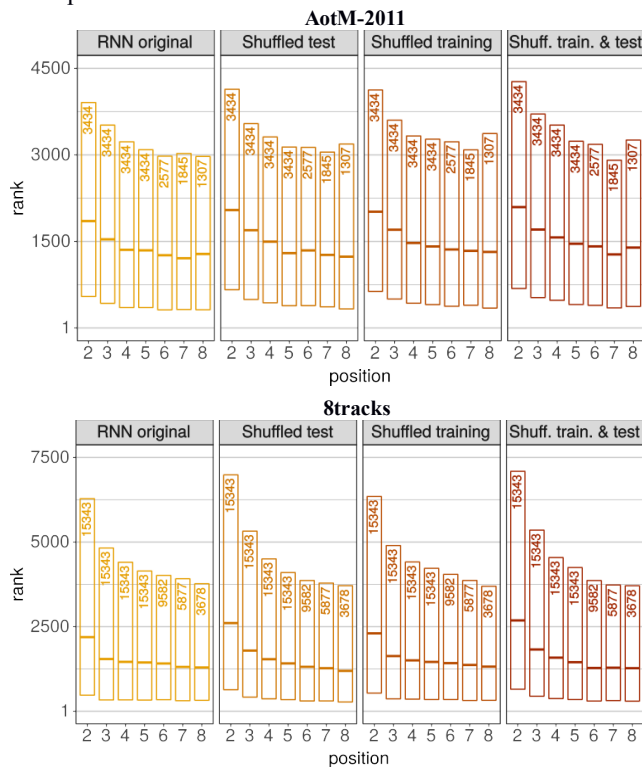 AotM-2011
RNN original Shuffled test Shuffled training Shuff. train. & test
4500
3000
1500
1
rank
3434 3434 3434 3434 2577 1845 1307
3434 3434 3434 3434 2577 1845 1307
3434 3434 3434 3434 2577 1845 1307
3434 3434 3434 3434 2577 1845 1307
2 3 4 5 6 7 8 2 3 4 5 6 7 8 2 3 4 5 6 7 8 2 3 4 5 6 7 8
position
8tracks
RNN original Shuffled test Shuffled training Shuff. train. & test
7500
5000
2500
1
rank
15343 15343 15343 15343 9582 5877 3678
15343 15343 15343 15343 9582 5877 3678
15343 15343 15343 15343 9582 5877 3678
15343 15343 15343 15343 9582 5877 3678
2 3 4 5 6 7 8 2 3 4 5 6 7 8 2 3 4 5 6 7 8 2 3 4 5 6 7 8
position